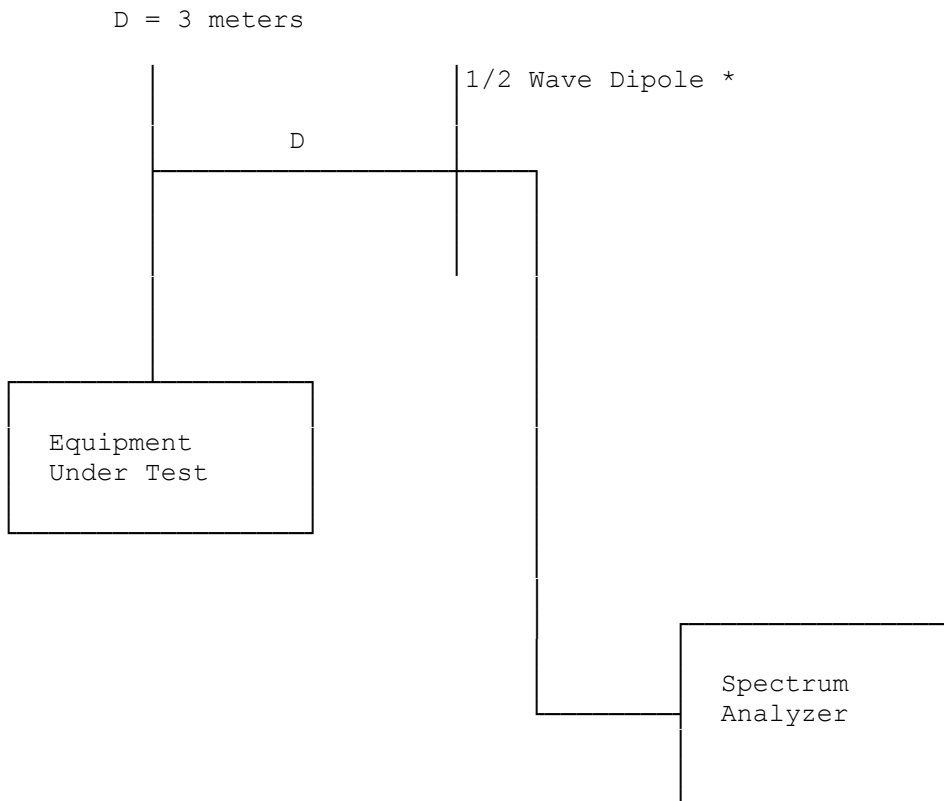 D = 3 meters
1/2 Wave Dipole *
D
Equipment
Under Test
Spectrum
Analyzer